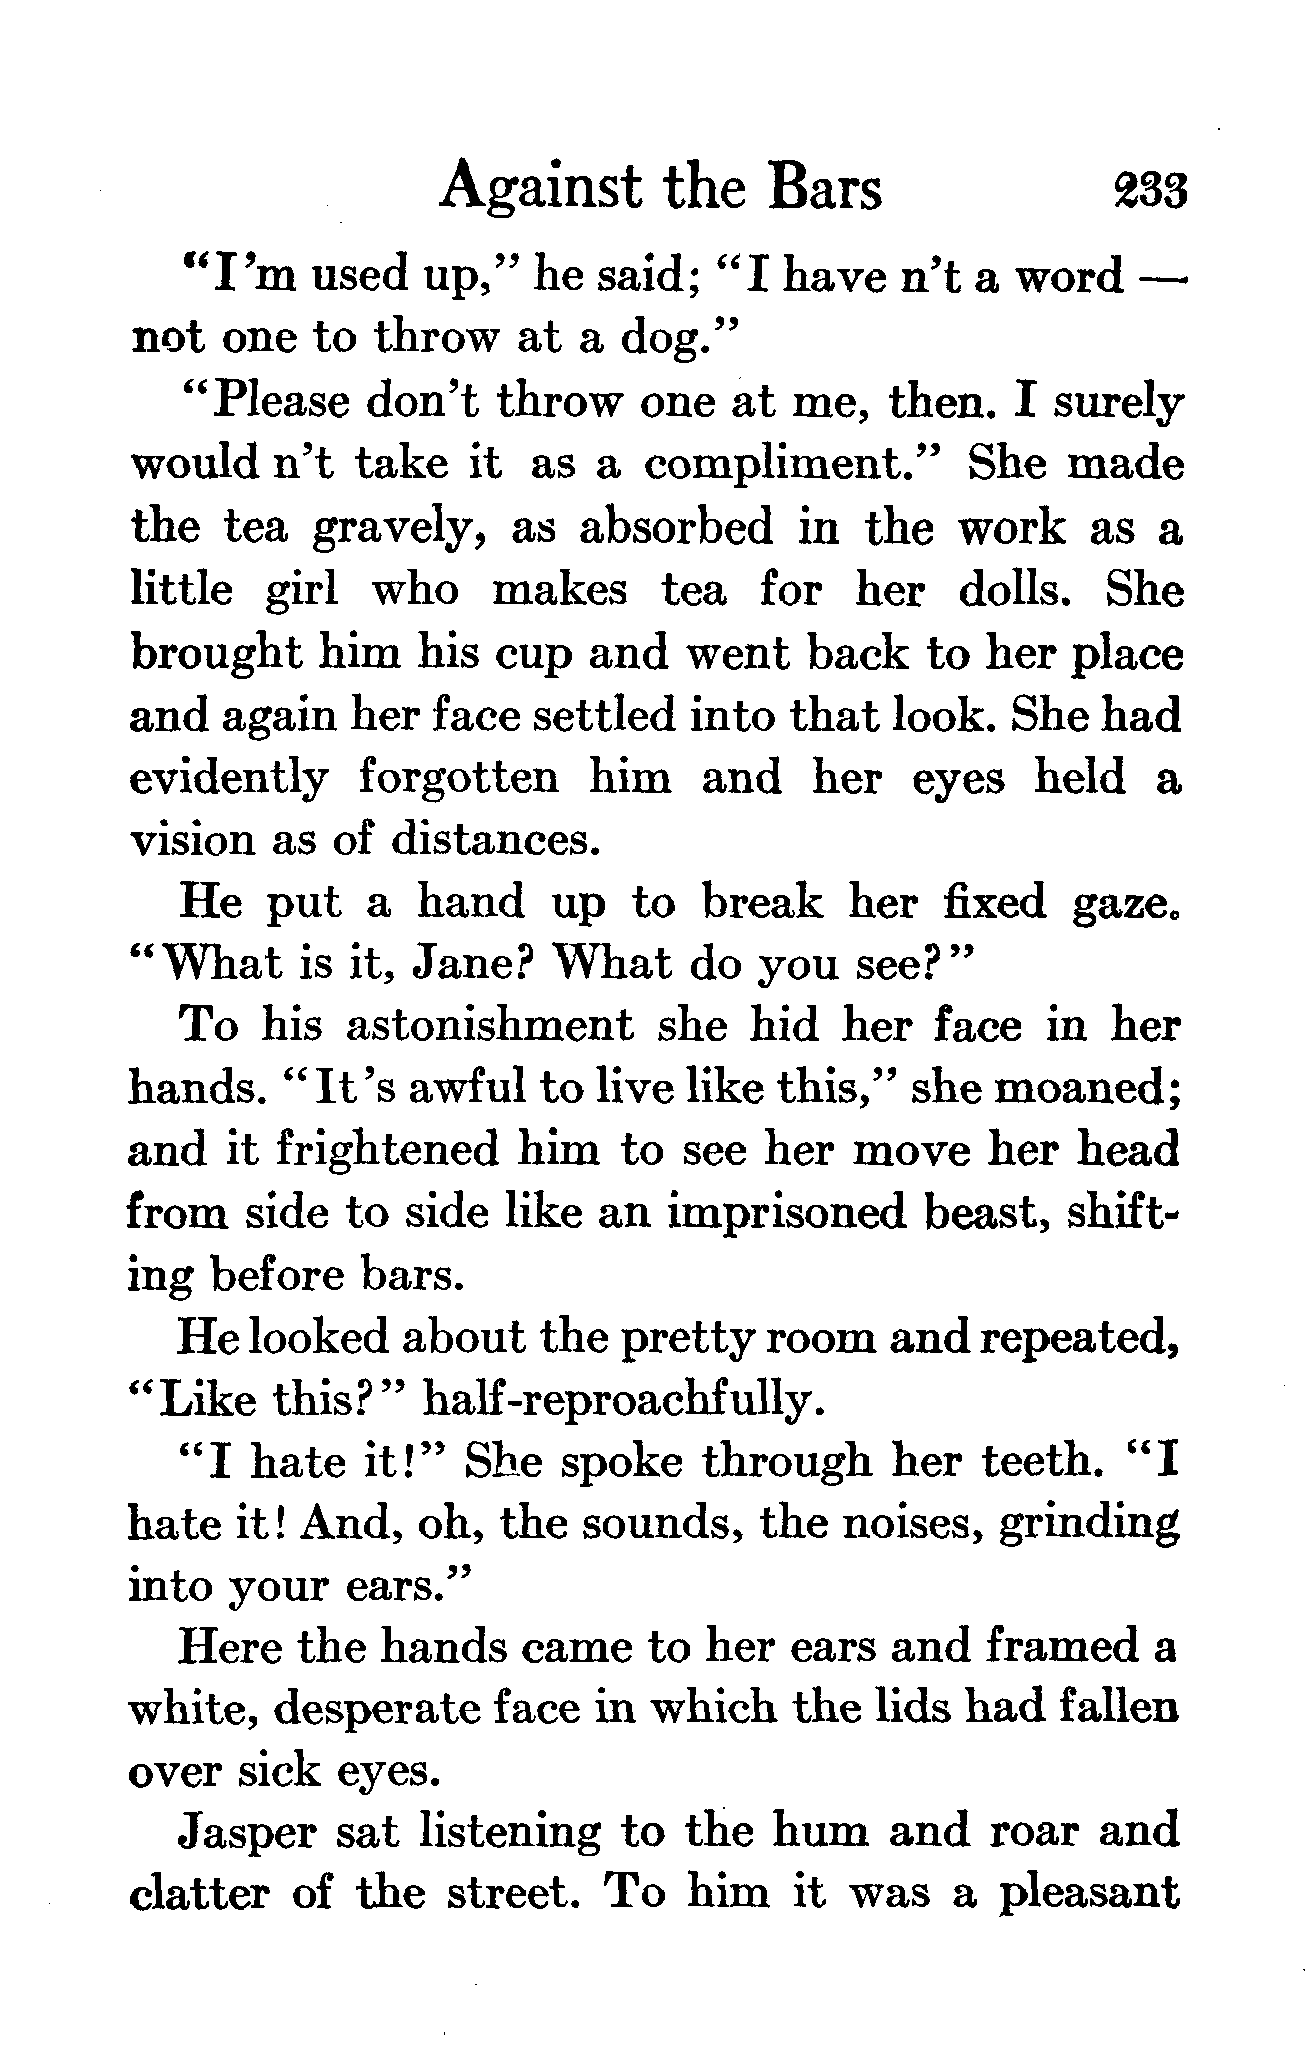 Against the Bars 233
"I'm used up," he said; "I have n't a word —
not one to throw at a dog."
"Please don't throw one at me, then. I surely
would n't take it as a compliment." She made
the tea gravely, as absorbed in the work as a
little girl who makes tea for her dolls. She
brought him his cup and went back to her place
and again her face settled into that look. She had
evidently forgotten him and her eyes held a
vision as of distances.
He put a hand up to break her fixed gaze.
"What is it, Jane? What do you see?"
To his astonishment she hid her face in her
hands. "It's awful to live like this," she moaned;
and it frightened him to see her move her head
from side to side like an imprisoned beast, shift-
ing before bars.
He looked about the pretty room and repeated,
"Like this?" half-reproachfully.
"I hate it!" She spoke through her teeth. "I
hate it! And, oh, the sounds, the noises, grinding
into your ears."
Here the hands came to her ears and framed a
white, desperate face in which the lids had fallen
over sick eyes.
Jasper sat listening to the hum and roar and
clatter of the street. To him it was a pleasant